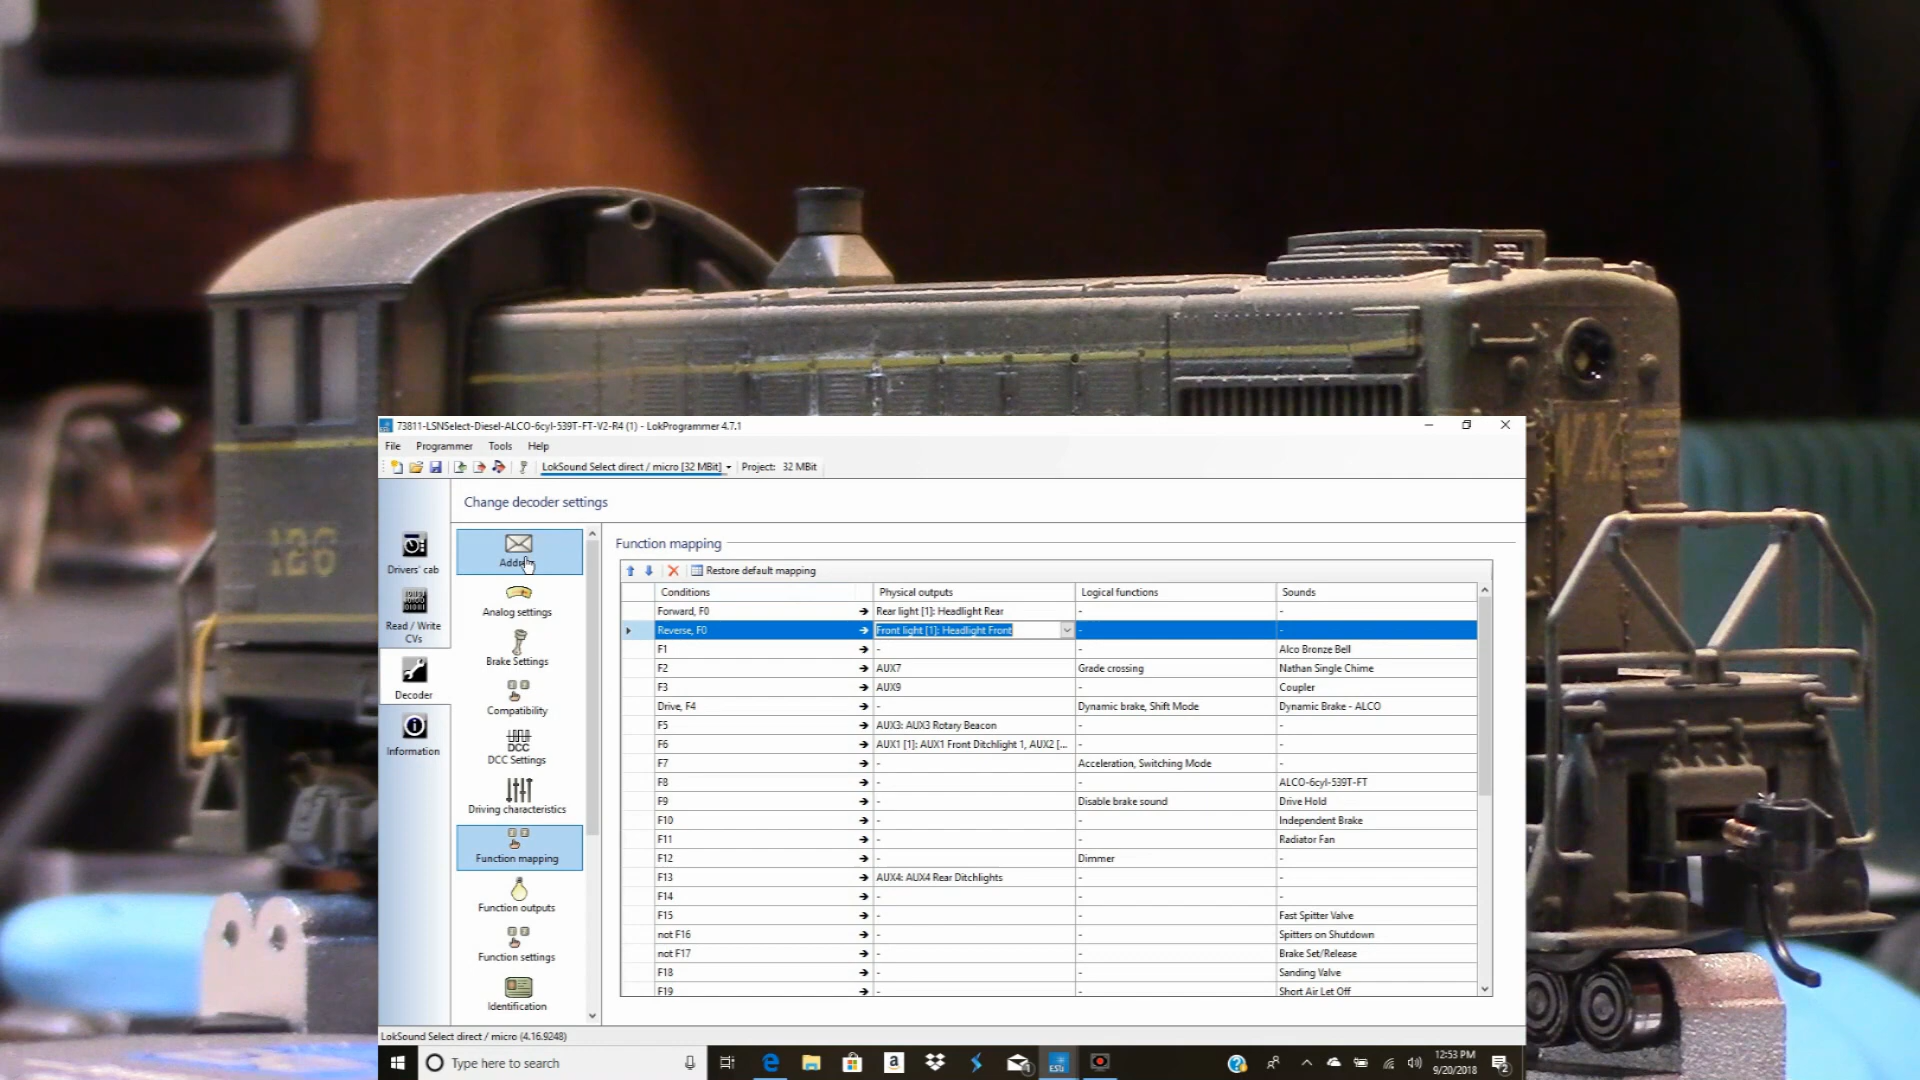 126
73811-LSNSelect-Diesel-ALCO-6cyl-539T-FT-V2-R4 (1) - LokProgrammer 4.7.1
File Programmer Tools Help
LokSound Select direct / micro [32 MBit] Project: 32 MBit
Change decoder settings
Drivers' cab
Read / Write
CVs
Decoder
Information
Analog settings
Brake Settings
Compatibility
DCC
DCC Settings
Driving characteristics
Function mapping
Function outputs
Function settings
Identification
Function mapping
Restore default mapping
Conditions Physical outputs Logical functions Sounds
Forward, F0 Rear light [1]: Headlight Rear - -
Reverse, F0 Front light [1]: Headlight Front - -
F1 - - Alco Bronze Bell
F2 AUX7 Grade crossing Nathan Single Chime
F3 AUX9 - Coupler
Drive, F4 - Dynamic brake, Shift Mode Dynamic Brake - ALCO
F5 AUX3: AUX3 Rotary Beacon - -
F6 AUX1 [1]: AUX1 Front Ditchlight 1, AUX2 [... - -
F7 - Acceleration, Switching Mode -
F8 - - ALCO-6cyl-539T-FT
F9 - Disable brake sound Drive Hold
F10 - - Independent Brake
F11 - - Radiator Fan
F12 - Dimmer -
F13 AUX4: AUX4 Rear Ditchlights - -
F14 - - -
F15 - - Fast Spitter Valve
not F16 - - Spitters on Shutdown
not F17 - - Brake Set/Release
F18 - - Sanding Valve
F19 - - Short Air Let Off
LokSound Select direct / micro (4.16.9248)
Type here to search
12:53 PM
9/20/2018